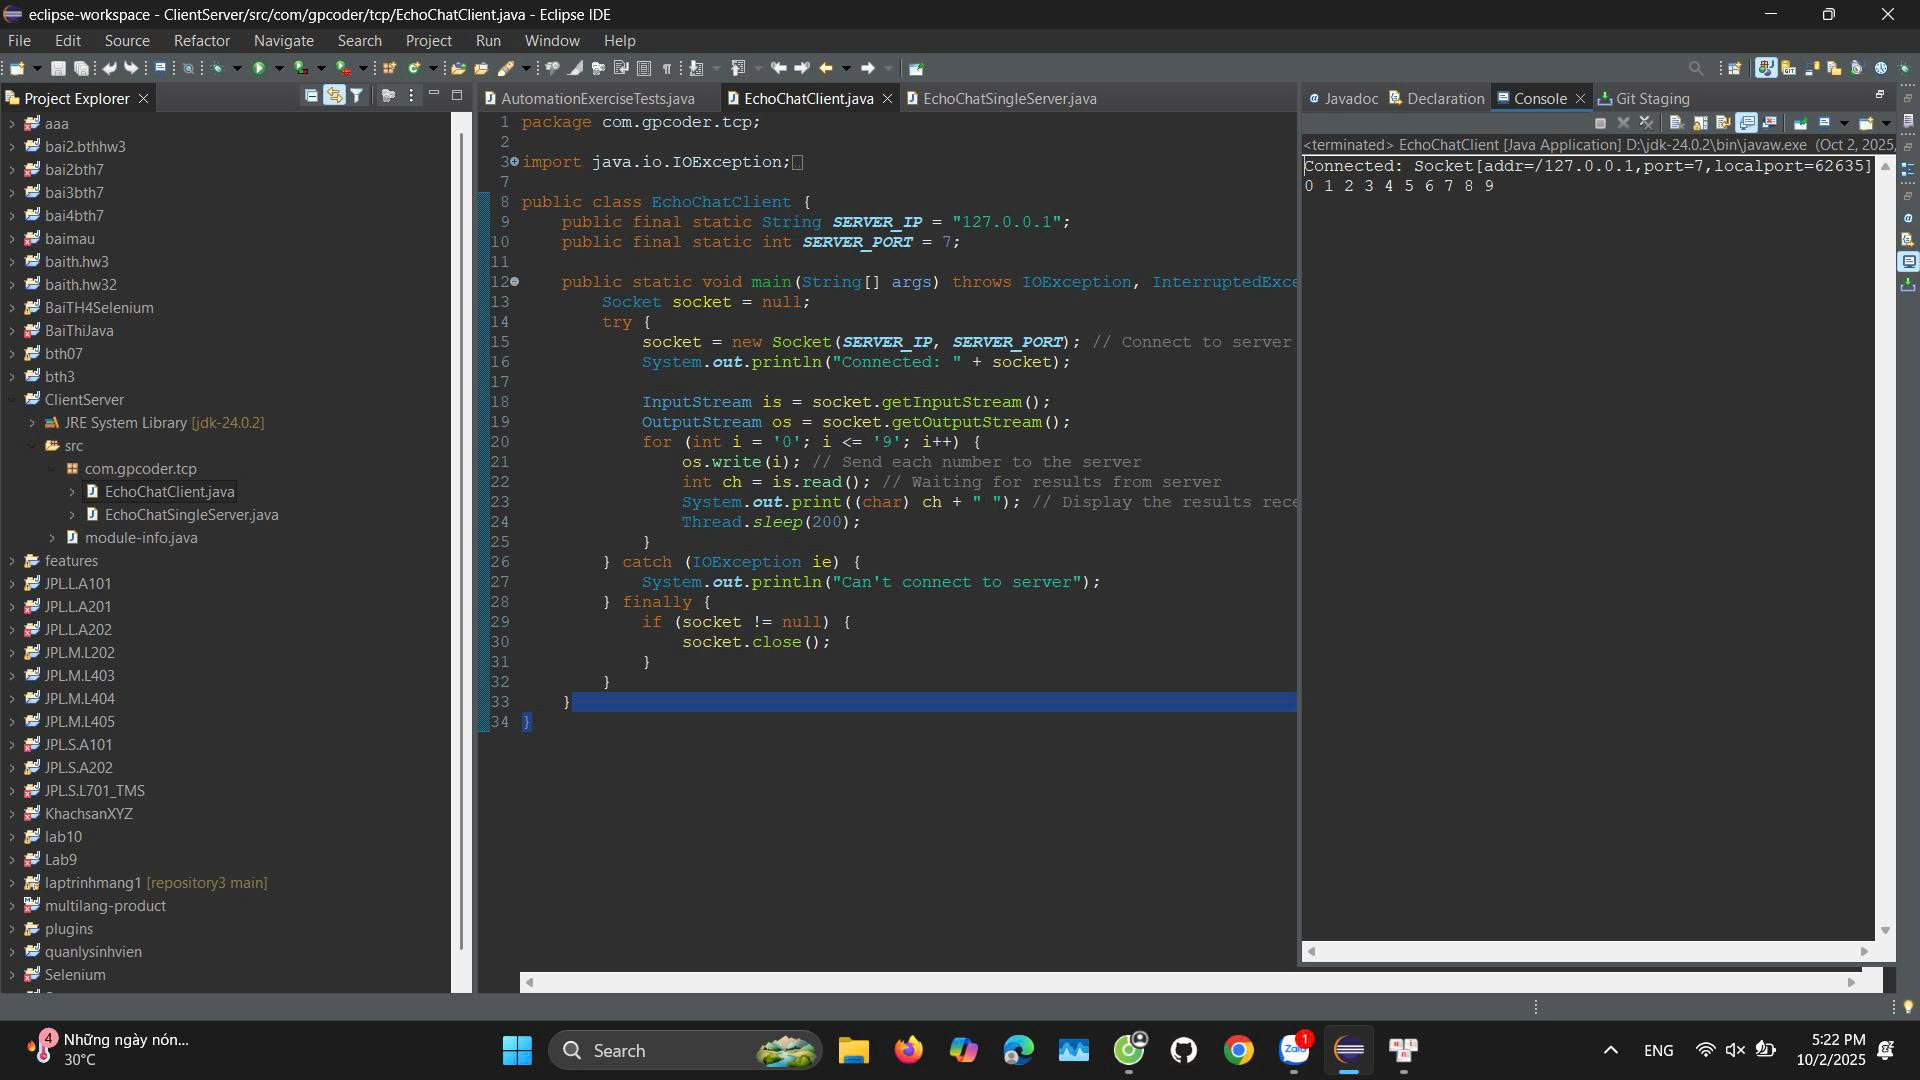 eclipse-workspace - ClientServer/src/com/gpcoder/tcp/EchoChatClient.java - Eclipse IDE
File Edit Source Refactor Navigate Search Project Run Window Help
Project Explorer
aaa
bai2.bthhw3
bai2bth7
bai3bth7
bai4bth7
baimau
baith.hw3
baith.hw32
BaiTH4Selenium
BaiThiJava
bth07
bth3
ClientServer
JRE System Library [jdk-24.0.2]
src
com.gpcoder.tcp
EchoChatClient.java
EchoChatSingleServer.java
module-info.java
features
JPL.L.A101
JPL.L.A201
JPL.L.A202
JPL.M.L202
JPL.M.L403
JPL.M.L404
JPL.M.L405
JPL.S.A101
JPL.S.A202
JPL.S.L701_TMS
KhachsanXYZ
lab10
Lab9
laptrinhmang1 [repository3 main]
multilang-product
plugins
quanlysinhvien
Selenium
AutomationExerciseTests.java EchoChatClient.java EchoChatSingleServer.java
1 package com.gpcoder.tcp;
2
3 import java.io.IOException;
7
8 public class EchoChatClient {
9 public final static String SERVER_IP = "127.0.0.1";
10 public final static int SERVER_PORT = 7;
11
12 public static void main(String[] args) throws IOException, InterruptedExce
13 Socket socket = null;
14 try {
15 socket = new Socket(SERVER_IP, SERVER_PORT); // Connect to server
16 System.out.println("Connected: " + socket);
17
18 InputStream is = socket.getInputStream();
19 OutputStream os = socket.getOutputStream();
20 for (int i = '0'; i <= '9'; i++) {
21 os.write(i); // Send each number to the server
22 int ch = is.read(); // Waiting for results from server
23 System.out.print((char) ch + " "); // Display the results rece
24 Thread.sleep(200);
25 }
26 } catch (IOException ie) {
27 System.out.println("Can't connect to server");
28 } finally {
29 if (socket != null) {
30 socket.close();
31 }
32 }
33 }
34 }
Javadoc Declaration Console Git Staging
<terminated> EchoChatClient [Java Application] D:\jdk-24.0.2\bin\javaw.exe (Oct 2, 2025,
Connected: Socket[addr=/127.0.0.1,port=7,localport=62635]
0 1 2 3 4 5 6 7 8 9
4
Những ngày nón...
30°C
Search
Zalo
1
ENG
5:22 PM
10/2/2025